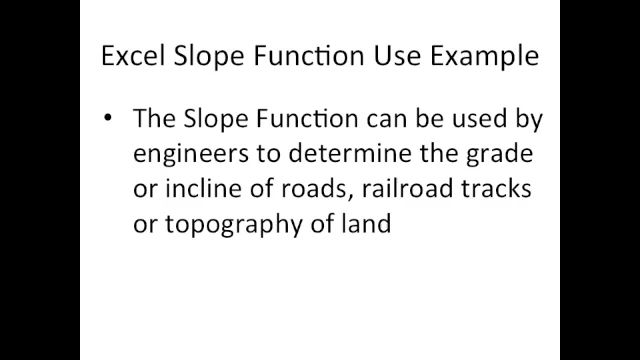 Excel Slope Function Use Example
• The Slope Function can be used by
engineers to determine the grade
or incline of roads, railroad tracks
or topography of land